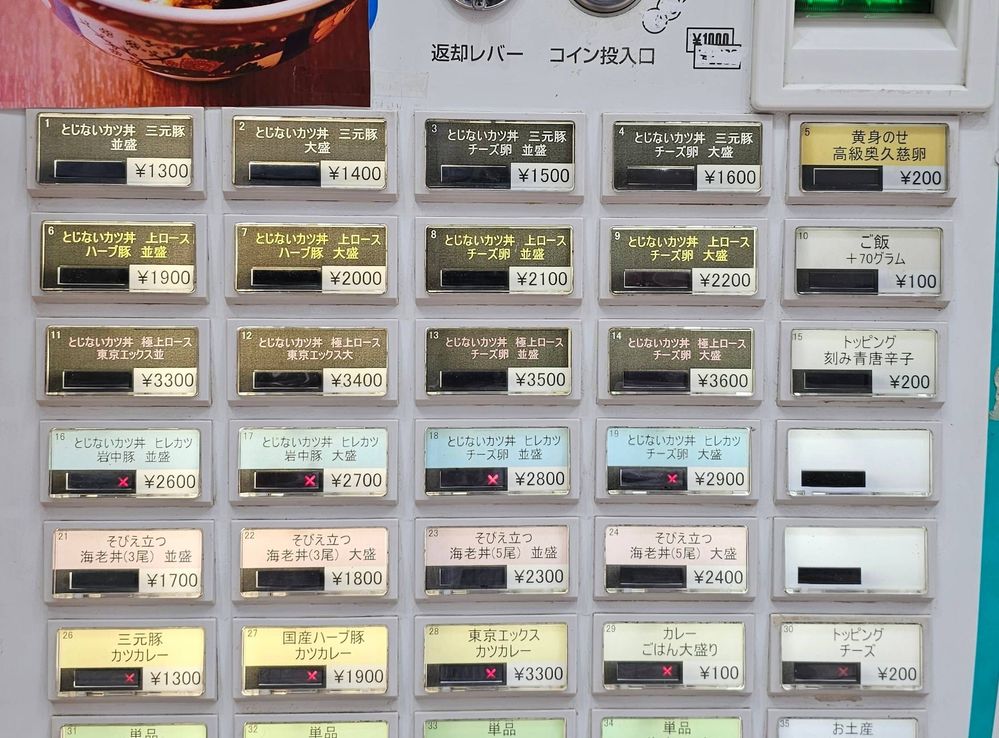 返却レバー コイン投入口 ¥1000
1 とじないカツ丼 三元豚
並盛
¥1300
2 とじないカツ丼 三元豚
大盛
¥1400
3 とじないカツ丼 三元豚
チーズ卵 並盛
¥1500
4 とじないカツ丼 三元豚
チーズ卵 大盛
¥1600
5 黄身のせ
高級奥久慈卵
¥200
6 とじないカツ丼 上ロース
ハーブ豚 並盛
¥1900
7 とじないカツ丼 上ロース
ハーブ豚 大盛
¥2000
8 とじないカツ丼 上ロース
チーズ卵 並盛
¥2100
9 とじないカツ丼 上ロース
チーズ卵 大盛
¥2200
10 ご飯
+70グラム
¥100
11 とじないカツ丼 極上ロース
東京エックス並
¥3300
12 とじないカツ丼 極上ロース
東京エックス大
¥3400
13 とじないカツ丼 極上ロース
チーズ卵 並盛
¥3500
14 とじないカツ丼 極上ロース
チーズ卵 大盛
¥3600
15 トッピング
刻み青唐辛子
¥200
16 とじないカツ丼 ヒレカツ
岩中豚 並盛
× ¥2600
17 とじないカツ丼 ヒレカツ
岩中豚 大盛
× ¥2700
18 とじないカツ丼 ヒレカツ
チーズ卵 並盛
× ¥2800
19 とじないカツ丼 ヒレカツ
チーズ卵 大盛
× ¥2900
21 そびえ立つ
海老丼(3尾) 並盛
¥1700
22 そびえ立つ
海老丼(3尾) 大盛
¥1800
23 そびえ立つ
海老丼(5尾) 並盛
¥2300
24 そびえ立つ
海老丼(5尾) 大盛
¥2400
26 三元豚
カツカレー
× ¥1300
27 国産ハーブ豚
カツカレー
× ¥1900
28 東京エックス
カツカレー
× ¥3300
29 カレー
ごはん大盛り
× ¥100
30 トッピング
チーズ
× ¥200
31 単品
32 単品
33 単品
34 単品
35 お土産